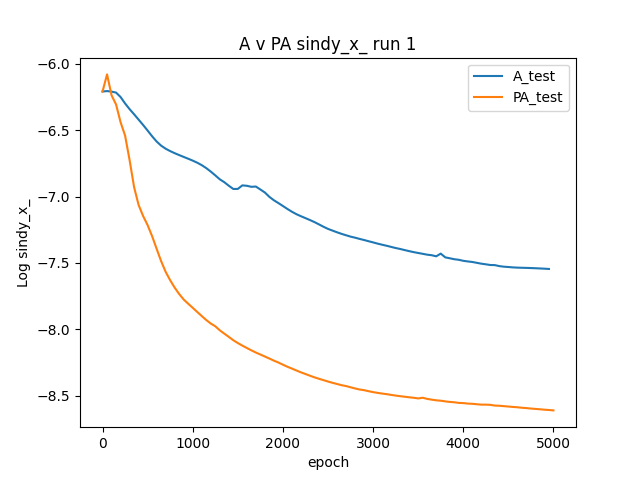 A v PA sindy_x_ run 1
A_test
PA_test
−6.0
−6.5
−7.0
−7.5
−8.0
−8.5
Log sindy_x_
0 1000 2000 3000 4000 5000
epoch